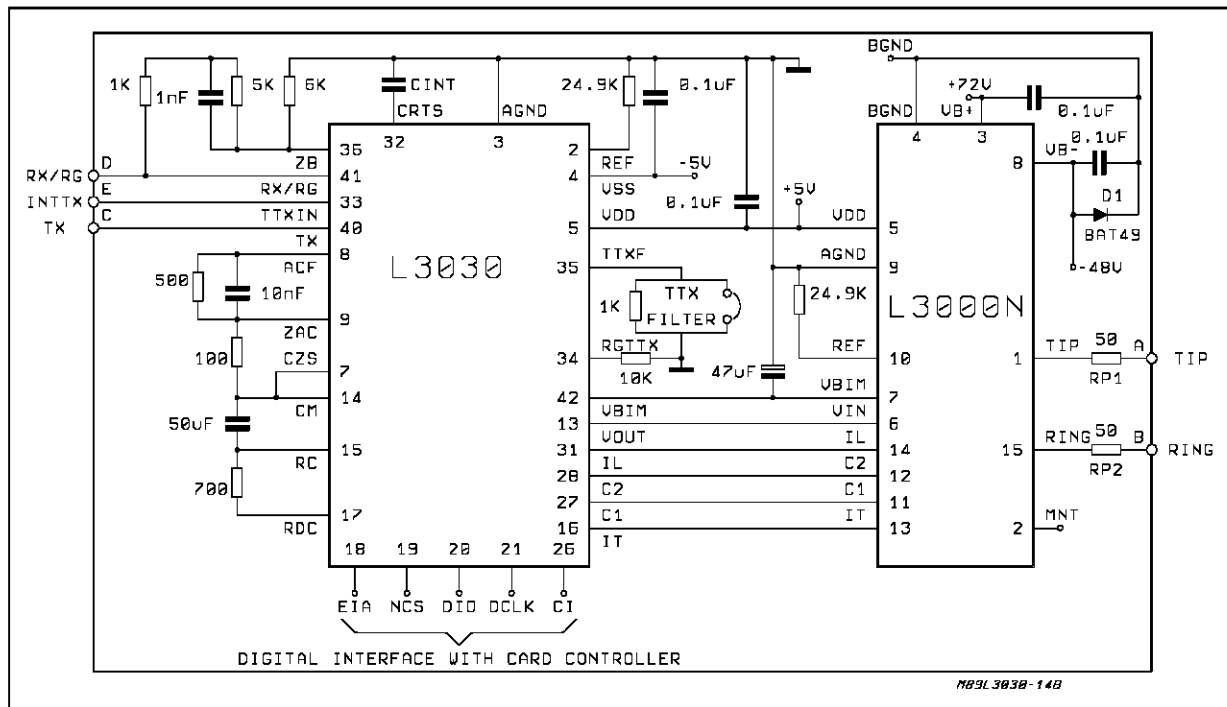 BGND
1K 1nF 5K 6K CINT 24.9K 0.1uF +72V
CRTS AGND BGND VB+ 0.1uF
32 3 4 3 0.1uF
36 2 8 VB-
D ZB REF -5V
RX/RG 41 4 D1
E RX/RG VSS +5V
INTTX 33 0.1uF VDD VDD BAT49
C TTXIN
TX 40 5 5
TX TTXF AGND -48V
8 L3030 35 9
500 ACF 10nF 1K TTX FILTER 24.9K L3000N
9
ZAC RGTTX REF TIP 50 A
100 CZS 34 10K 47uF 10 1 RP1 TIP
7 VBIM
14 42 7
CM VBIM VIN
50uF 13 6
VOUT IL RING 50 B
15 31 14 15 RING
RC IL C2 RP2
28 12
700 C2 C1
27 11
17 C1 IT MNT
RDC 16 13 2
IT
18 19 20 21 26
EIA NCS DIO DCLK CI
DIGITAL INTERFACE WITH CARD CONTROLLER
M89L3030-14B